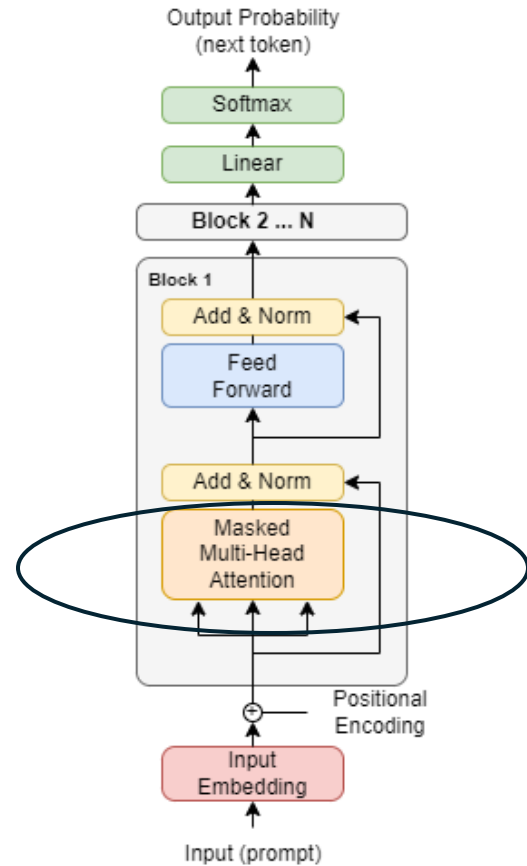 Output Probability
(next token)
Softmax
Linear
Block 2 ... N
Block 1
Add & Norm
Feed
Forward
Add & Norm
Masked
Multi-Head
Attention
+
Positional
Encoding
Input
Embedding
Input (prompt)